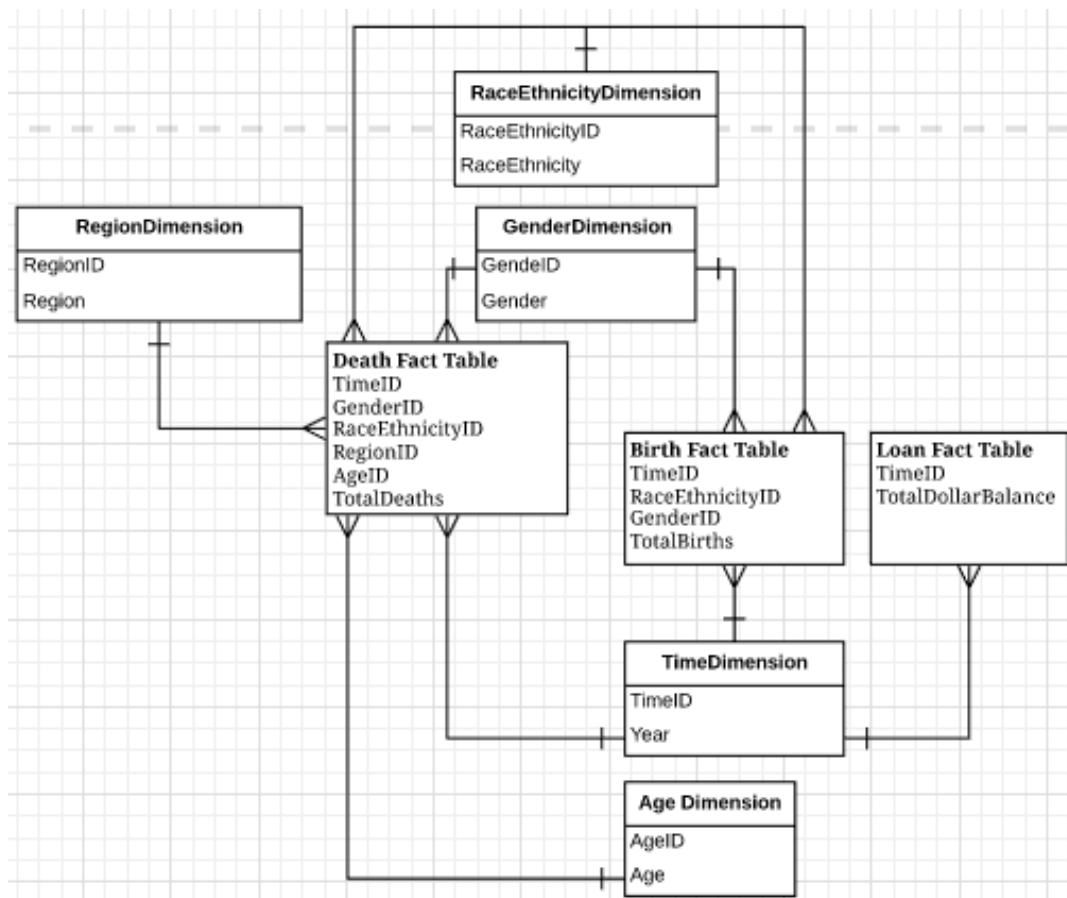 RaceEthnicityDimension
RaceEthnicityID
RaceEthnicity
RegionDimension
RegionID
Region
GenderDimension
GendeID
Gender
Death Fact Table
TimeID
GenderID
RaceEthnicityID
RegionID
AgeID
TotalDeaths
Birth Fact Table
TimeID
RaceEthnicityID
GenderID
TotalBirths
Loan Fact Table
TimeID
TotalDollarBalance
TimeDimension
TimeID
Year
Age Dimension
AgeID
Age